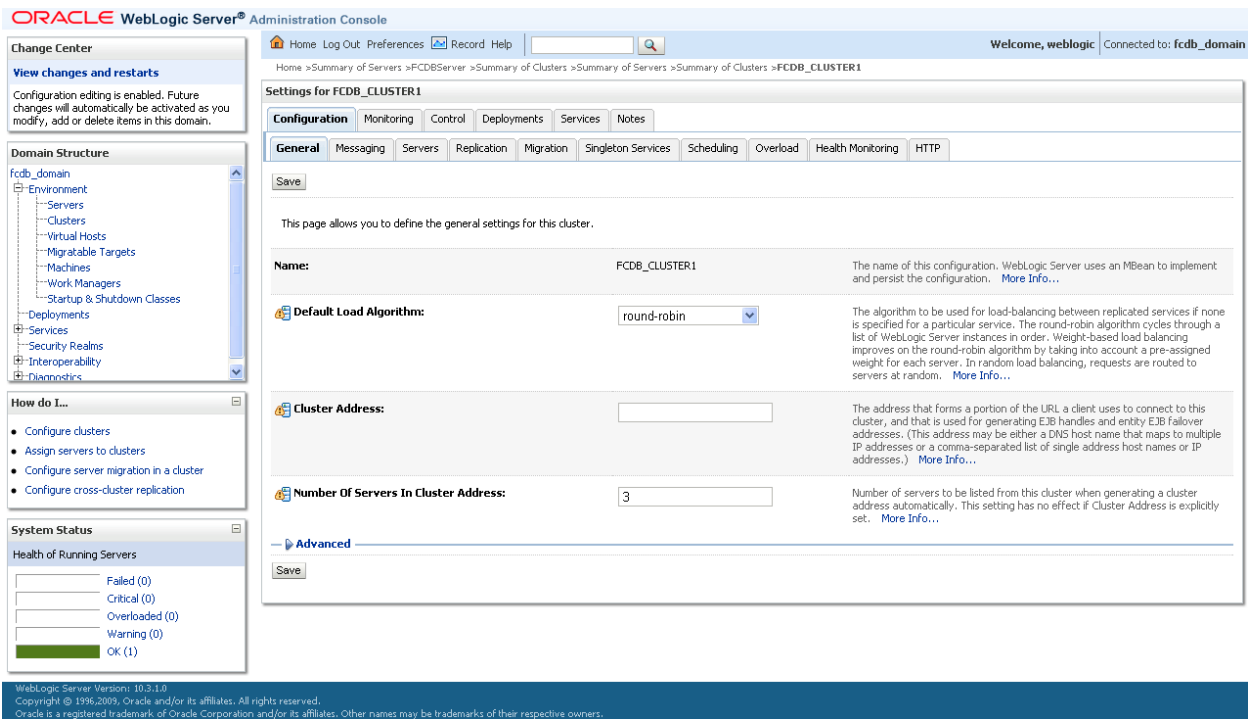 ORACLE WebLogic Server® Administration Console
Change Center
View changes and restarts
Configuration editing is enabled. Future
changes will automatically be activated as you
modify, add or delete items in this domain.
Domain Structure
fcdb_domain
Environment
Servers
Clusters
Virtual Hosts
Migratable Targets
Machines
Work Managers
Startup & Shutdown Classes
Deployments
Services
Security Realms
Interoperability
Diagnostics
How do I...
Configure clusters
Assign servers to clusters
Configure server migration in a cluster
Configure cross-cluster replication
System Status
Health of Running Servers
Failed (0)
Critical (0)
Overloaded (0)
Warning (0)
OK (1)
Home Log Out Preferences Record Help
Welcome, weblogic Connected to: fcdb_domain
Home >Summary of Servers >FCDBServer >Summary of Clusters >Summary of Servers >Summary of Clusters >FCDB_CLUSTER1
Settings for FCDB_CLUSTER1
Configuration Monitoring Control Deployments Services Notes
General Messaging Servers Replication Migration Singleton Services Scheduling Overload Health Monitoring HTTP
Save
This page allows you to define the general settings for this cluster.
Name:
FCDB_CLUSTER1
The name of this configuration. WebLogic Server uses an MBean to implement
and persist the configuration. More Info...
Default Load Algorithm:
round-robin
The algorithm to be used for load-balancing between replicated services if none
is specified for a particular service. The round-robin algorithm cycles through a
list of WebLogic Server instances in order. Weight-based load balancing
improves on the round-robin algorithm by taking into account a pre-assigned
weight for each server. In random load balancing, requests are routed to
servers at random. More Info...
Cluster Address:
The address that forms a portion of the URL a client uses to connect to this
cluster, and that is used for generating EJB handles and entity EJB failover
addresses. (This address may be either a DNS host name that maps to multiple
IP addresses or a comma-separated list of single address host names or IP
addresses.) More Info...
Number Of Servers In Cluster Address:
3
Number of servers to be listed from this cluster when generating a cluster
address automatically. This setting has no effect if Cluster Address is explicitly
set. More Info...
Advanced
Save
WebLogic Server Version: 10.3.1.0
Copyright © 1996,2009, Oracle and/or its affiliates. All rights reserved.
Oracle is a registered trademark of Oracle Corporation and/or its affiliates. Other names may be trademarks of their respective owners.